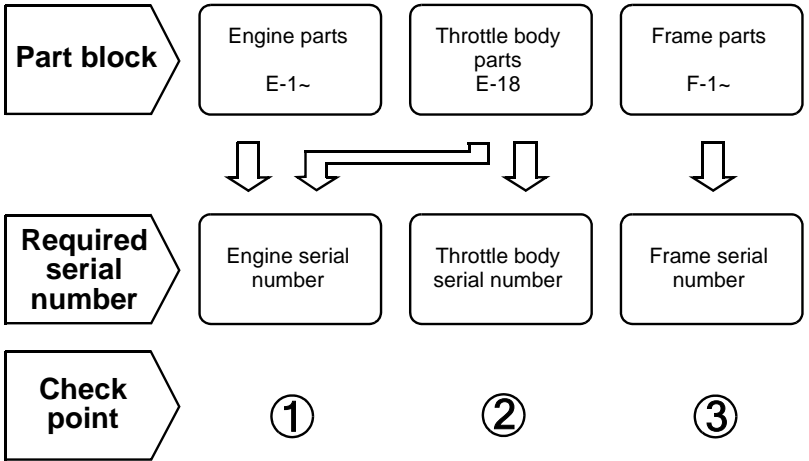 Part block
Engine parts
E-1~
Throttle body
parts
E-18
Frame parts
F-1~
Required
serial
number
Engine serial
number
Throttle body
serial number
Frame serial
number
Check
point
①
②
③